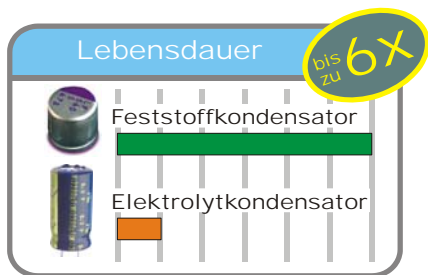 Lebensdauer
bis
zu 6x
Feststoffkondensator
Elektrolytkondensator